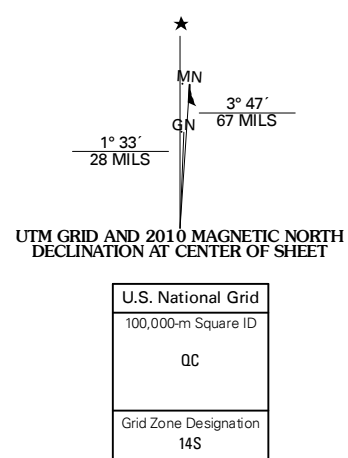 ★
MN
3° 47´
67 MILS
GN
1° 33´
28 MILS
UTM GRID AND 2010 MAGNETIC NORTH
DECLINATION AT CENTER OF SHEET
U.S. National Grid
100,000-m Square ID
QC
Grid Zone Designation
14S